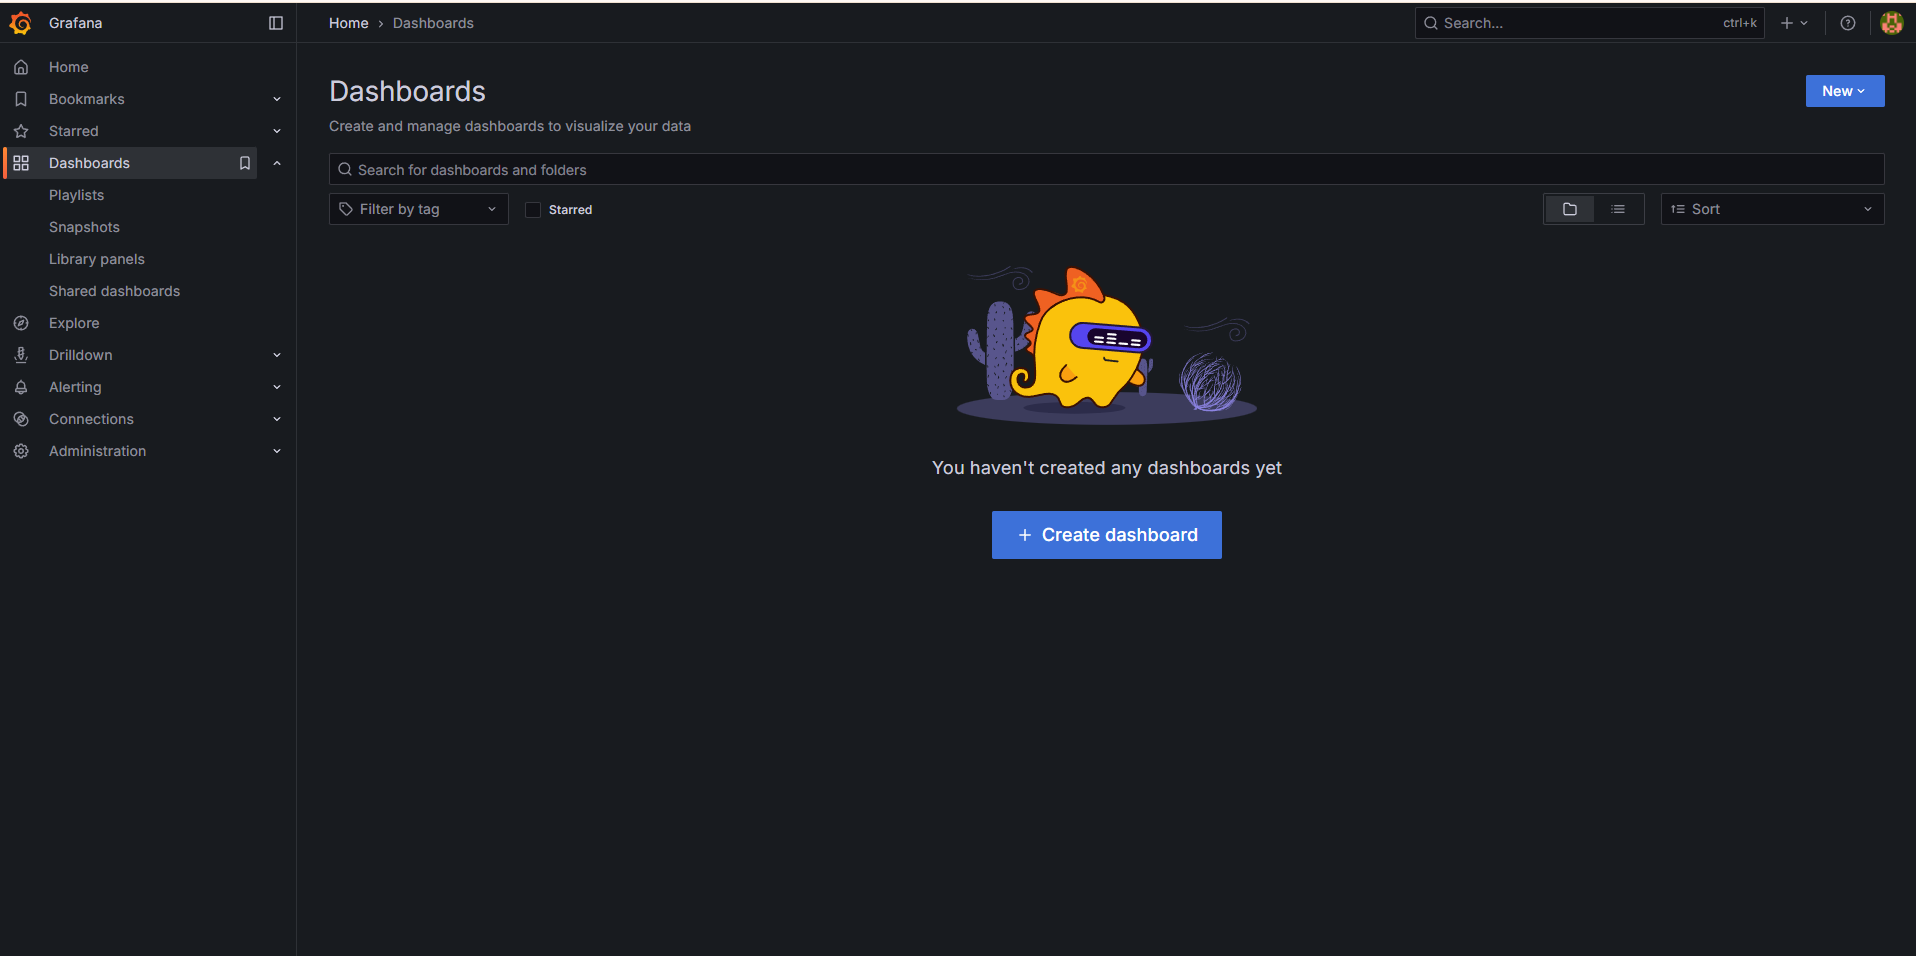 Grafana
Home › Dashboards
Search... ctrl+k
Home
Bookmarks
Starred
Dashboards
Playlists
Snapshots
Library panels
Shared dashboards
Explore
Drilldown
Alerting
Connections
Administration
Dashboards
New
Create and manage dashboards to visualize your data
Search for dashboards and folders
Filter by tag
Starred
Sort
You haven't created any dashboards yet
+ Create dashboard